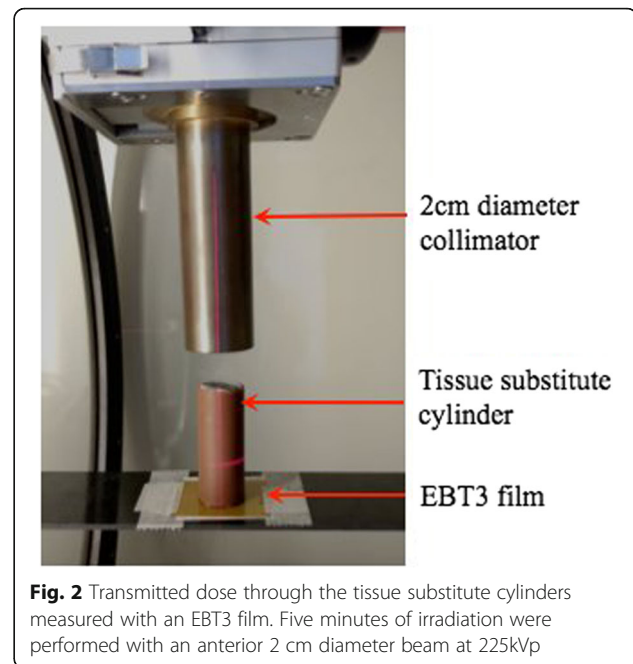 2cm diameter
collimator
Tissue substitute
cylinder
EBT3 film
Fig. 2 Transmitted dose through the tissue substitute cylinders
measured with an EBT3 film. Five minutes of irradiation were
performed with an anterior 2 cm diameter beam at 225kVp